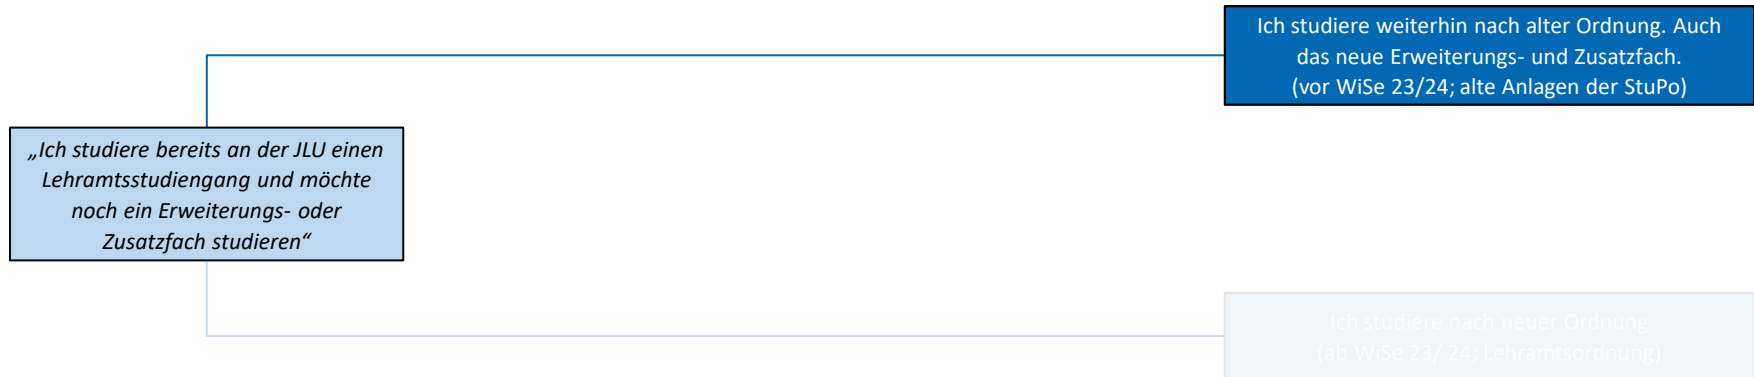 Ich studiere weiterhin nach alter Ordnung. Auch
das neue Erweiterungs- und Zusatzfach.
(vor WiSe 23/24; alte Anlagen der StuPo)
„Ich studiere bereits an der JLU einen
Lehramtsstudiengang und möchte
noch ein Erweiterungs- oder
Zusatzfach studieren“
Ich studiere nach neuer Ordnung
(ab WiSe 23/ 24; Lehramtsordnung)